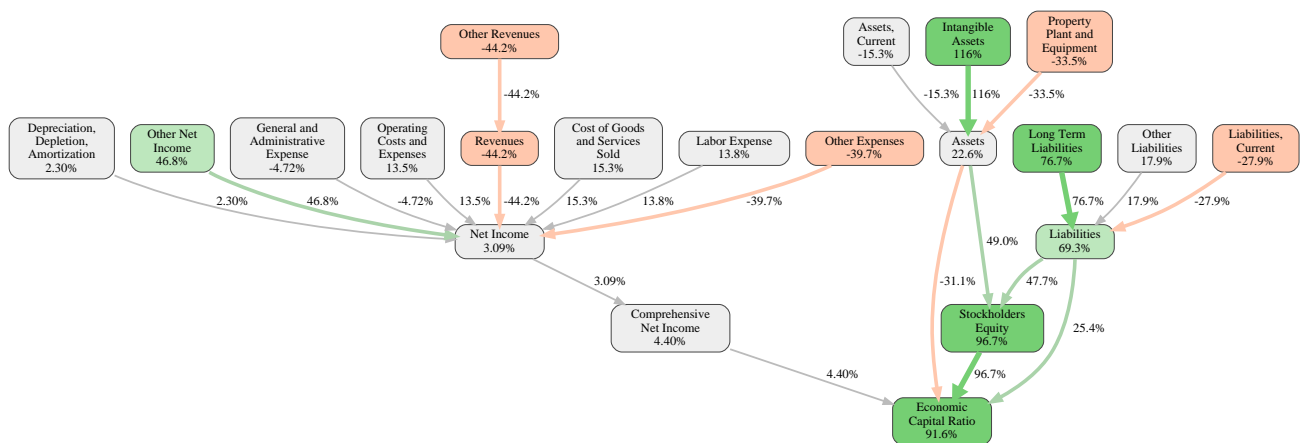 Other Revenues
-44.2%
Assets,
Current
-15.3%
Intangible
Assets
116%
Property
Plant and
Equipment
-33.5%
-44.2%
-15.3%
116%
-33.5%
Depreciation,
Depletion,
Amortization
2.30%
Other Net
Income
46.8%
General and
Administrative
Expense
-4.72%
Operating
Costs and
Expenses
13.5%
Revenues
-44.2%
Cost of Goods
and Services
Sold
15.3%
Labor Expense
13.8%
Other Expenses
-39.7%
Assets
22.6%
Long Term
Liabilities
76.7%
Other
Liabilities
17.9%
Liabilities,
Current
-27.9%
2.30%
46.8%
-4.72%
13.5%
-44.2%
15.3%
13.8%
-39.7%
76.7%
17.9%
-27.9%
Net Income
3.09%
49.0%
Liabilities
69.3%
3.09%
-31.1%
47.7%
Comprehensive
Net Income
4.40%
Stockholders
Equity
96.7%
25.4%
4.40%
96.7%
Economic
Capital Ratio
91.6%